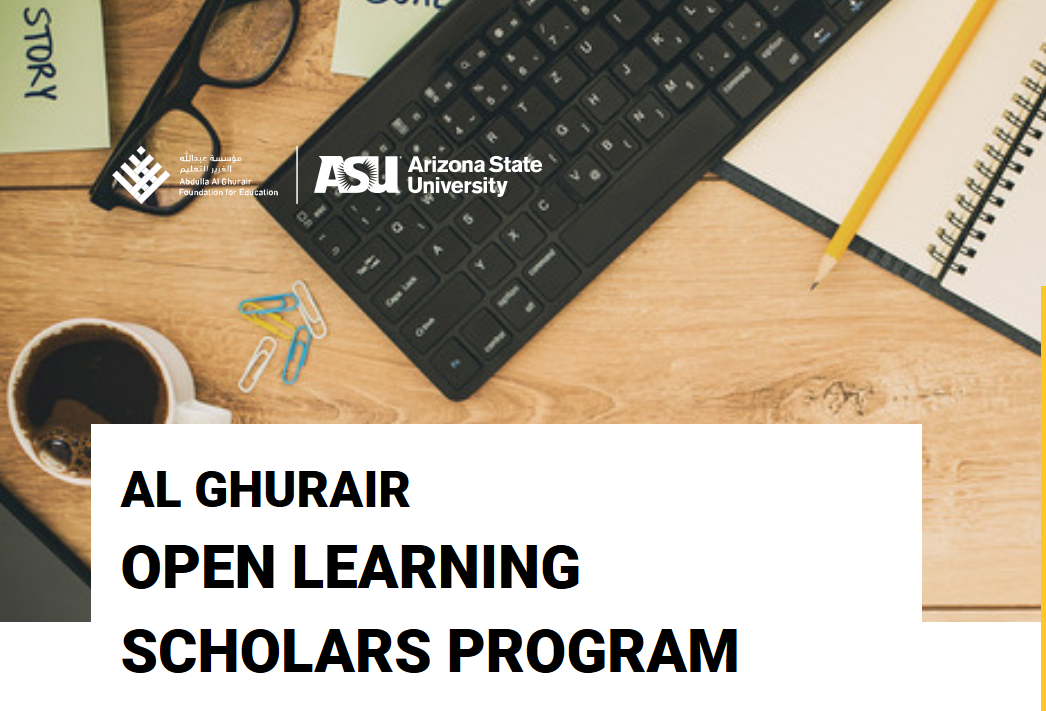 STORY
مؤسسة عبدالله
الغرير للتعليم
Abdulla Al Ghurair
Foundation for Education
ASU Arizona State
University
AL GHURAIR
OPEN LEARNING
SCHOLARS PROGRAM